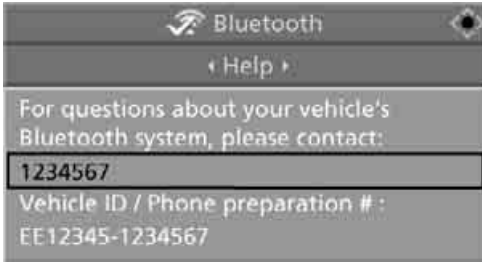 Bluetooth
Help
For questions about your vehicle's
Bluetooth system, please contact:
1234567
Vehicle ID / Phone preparation # :
EE12345-1234567